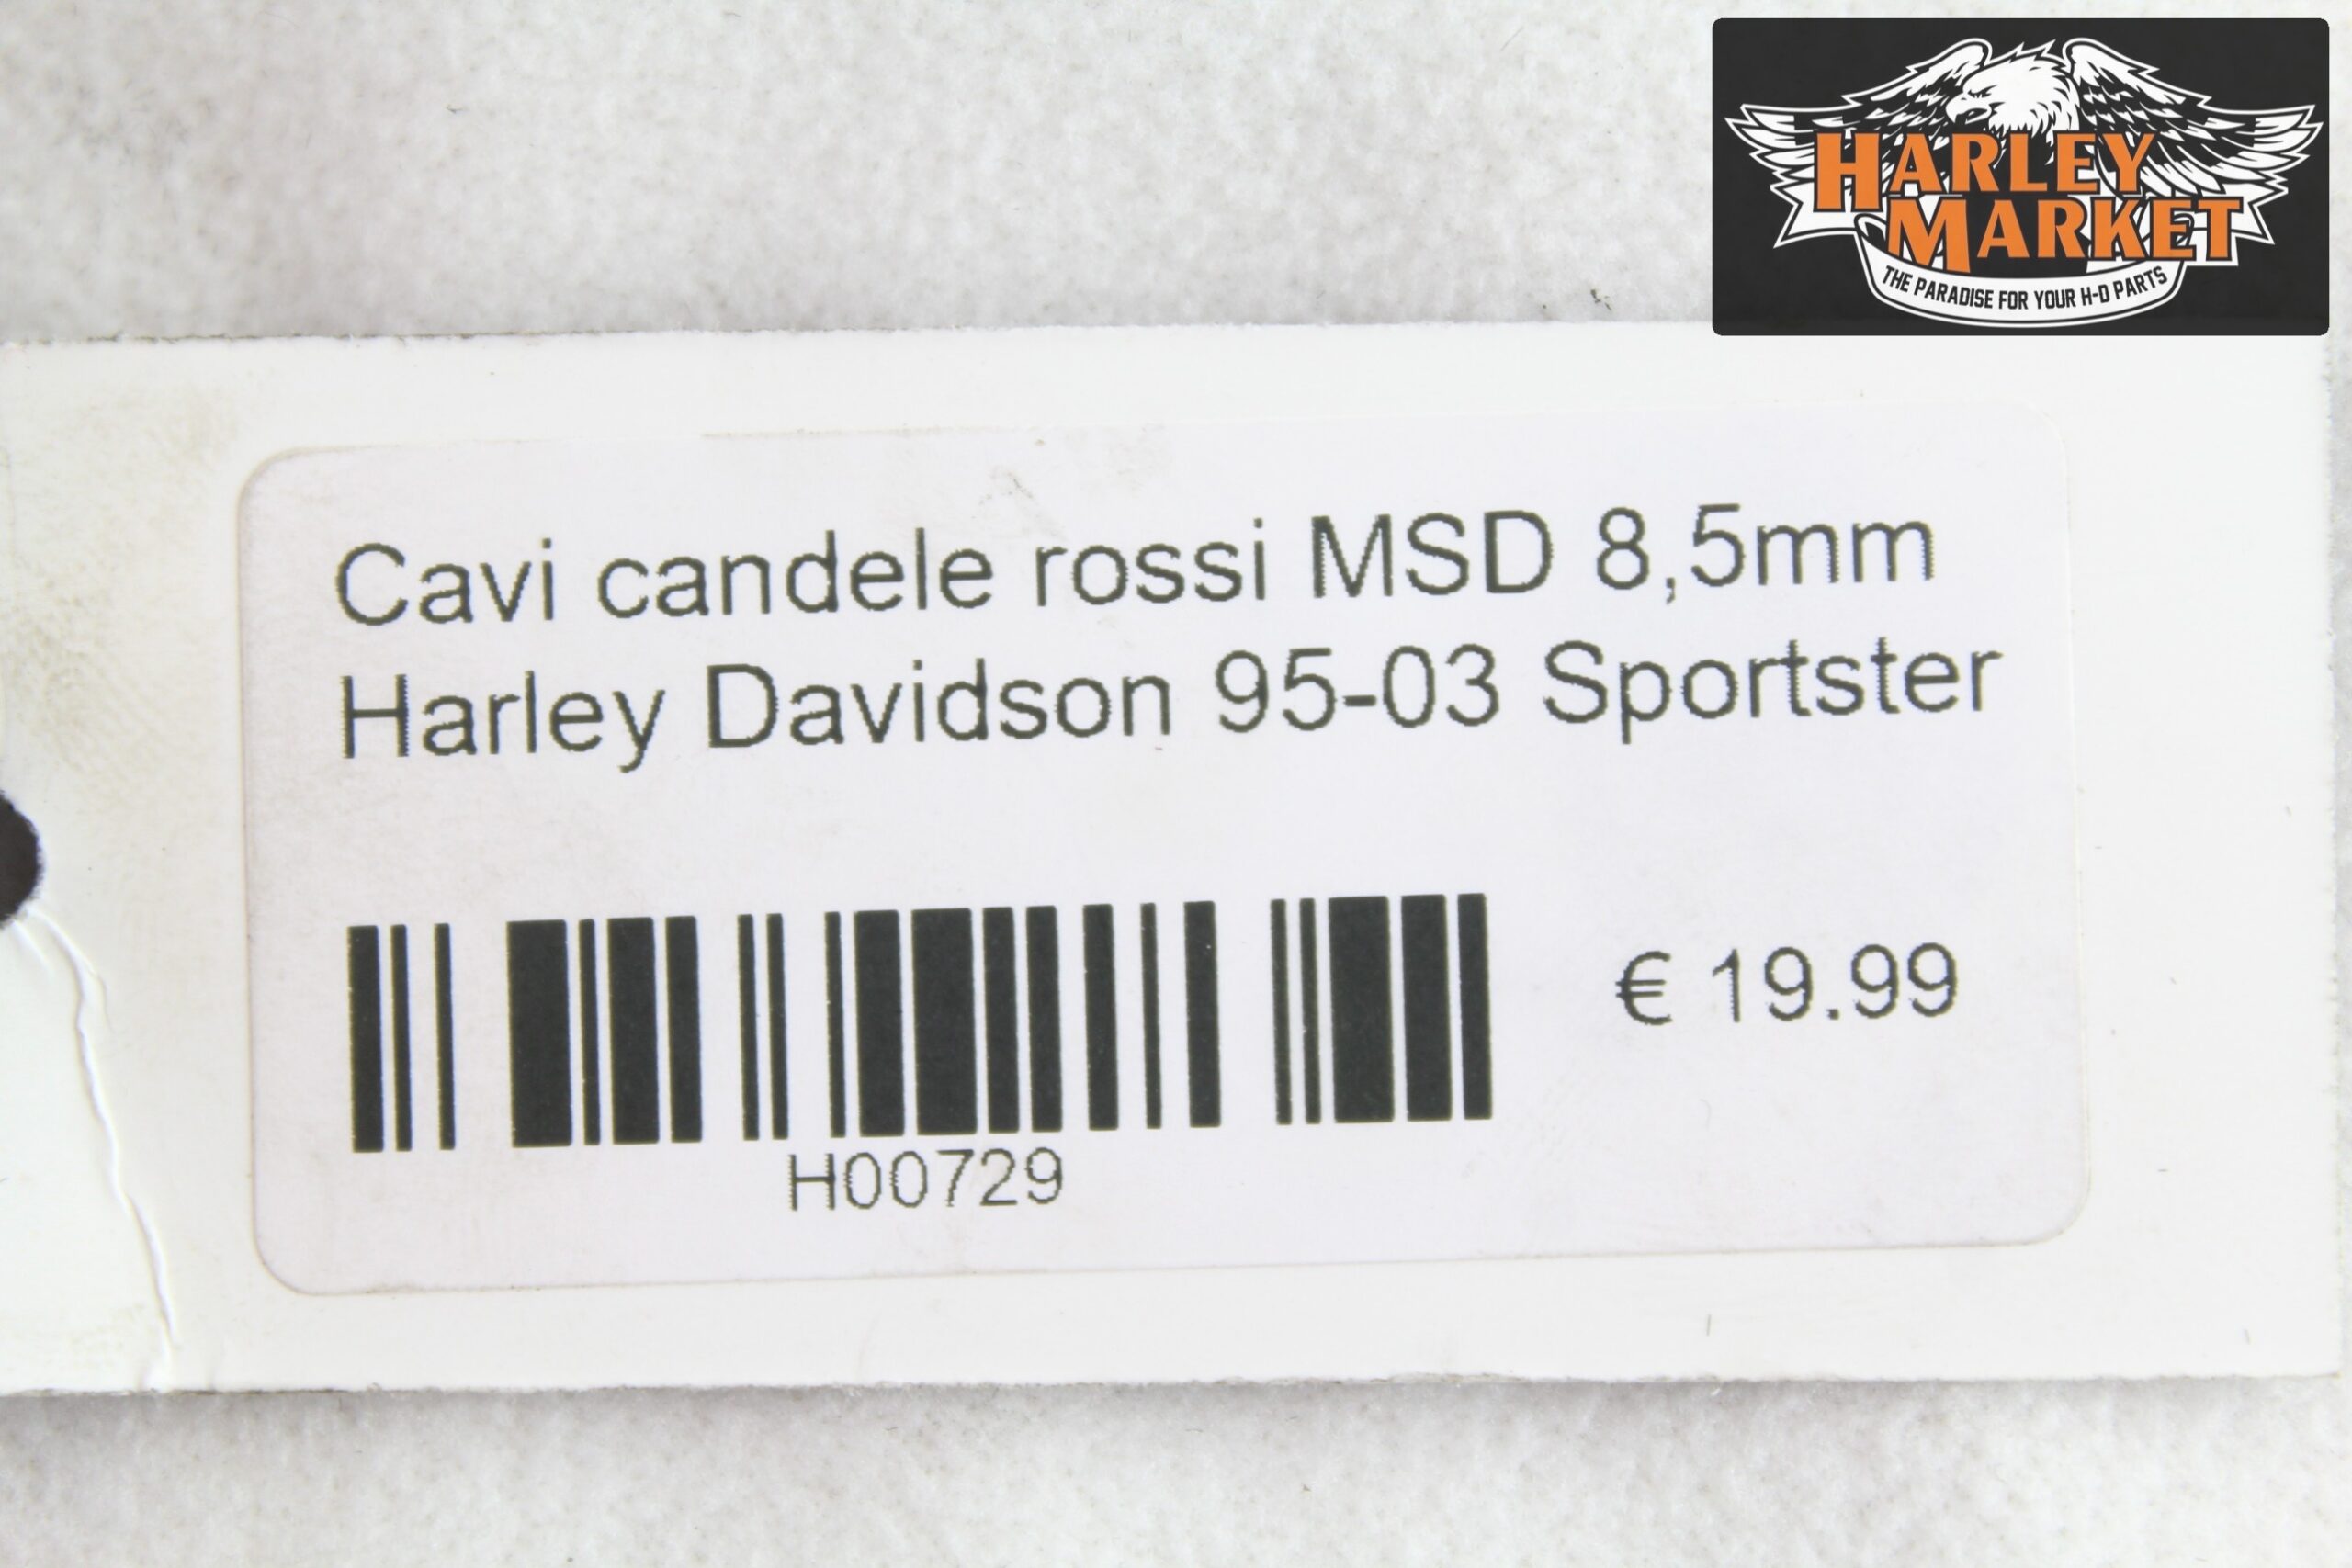 HARLEY
MARKET
THE PARADISE FOR YOUR H-D PARTS
Cavi candele rossi MSD 8,5mm
Harley Davidson 95-03 Sportster
€ 19.99
H00729